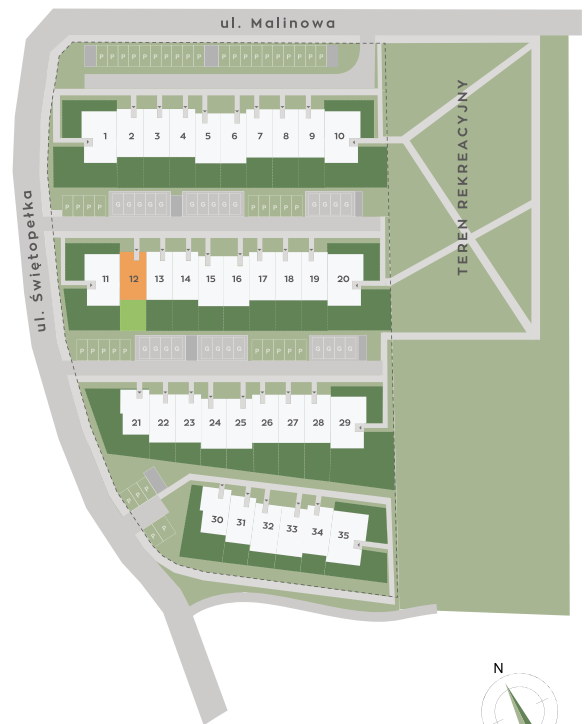 ul. Malinowa
P P P P P P P P P P P P P P P P P P P
1 2 3 4 5 6 7 8 9 10
TEREN REKREACYJNY
ul. Świętopełka
P P P P G G G G G G G G G G P P P P P G G G G
11 12 13 14 15 16 17 18 19 20
P P P P P G G G G G G G G P P P P P G G G G
21 22 23 24 25 26 27 28 29
P P P
P P
30 31 32 33 34 35
N